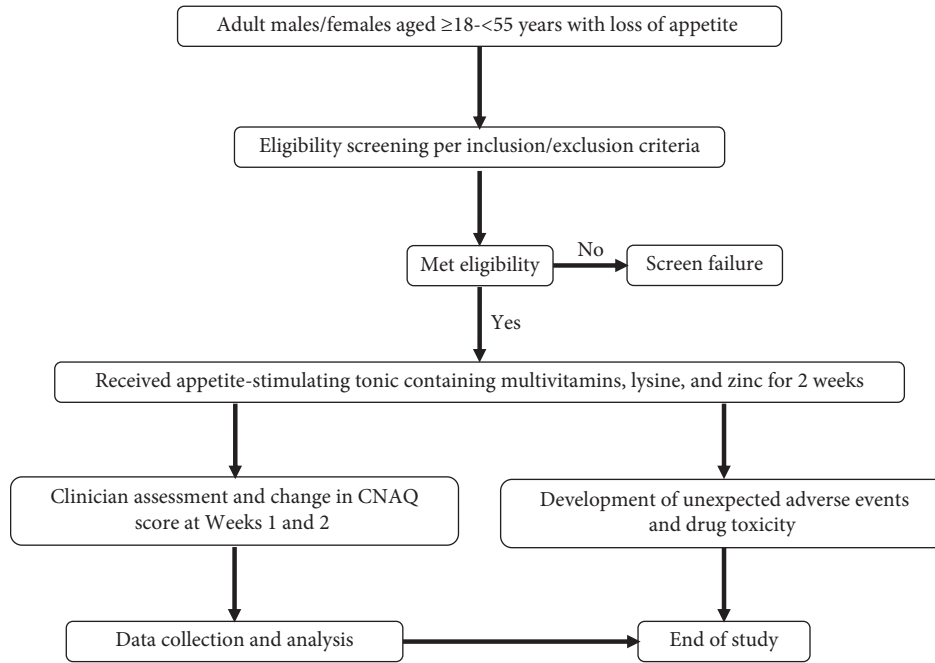 Adult males/females aged ≥18-<55 years with loss of appetite
Eligibility screening per inclusion/exclusion criteria
Met eligibility
No
Screen failure
Yes
Received appetite-stimulating tonic containing multivitamins, lysine, and zinc for 2 weeks
Clinician assessment and change in CNAQ
score at Weeks 1 and 2
Development of unexpected adverse events
and drug toxicity
Data collection and analysis
End of study